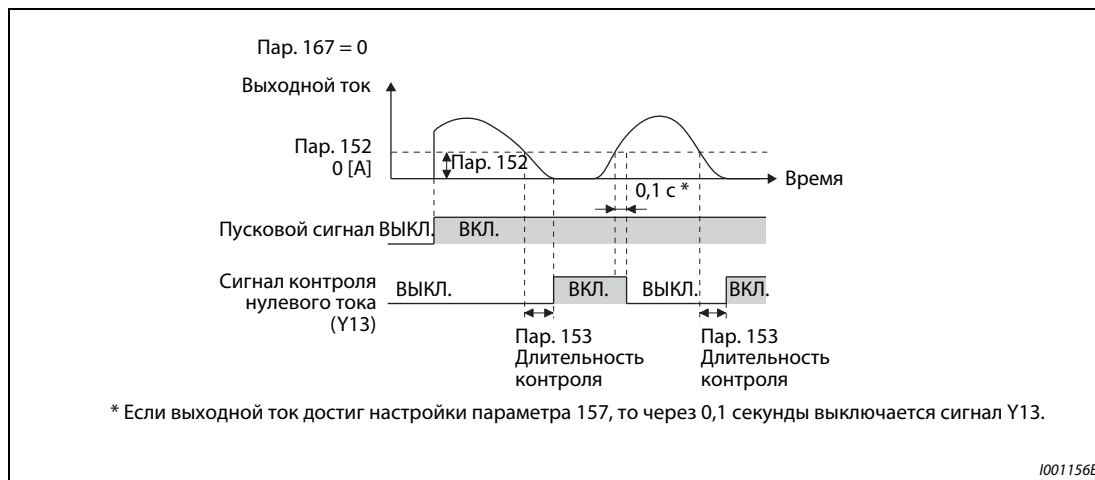 Пар. 167 = 0
Выходной ток
Пар. 152
0 [A]
Пар. 152
Время
0,1 с *
Пусковой сигнал ВЫКЛ. ВКЛ.
Сигнал контроля
нулевого тока
(Y13)
ВЫКЛ. ВКЛ. ВЫКЛ. ВКЛ.
Пар. 153
Длительность
контроля
Пар. 153
Длительность
контроля
* Если выходной ток достиг настройки параметра 157, то через 0,1 секунды выключается сигнал Y13.
I001156E